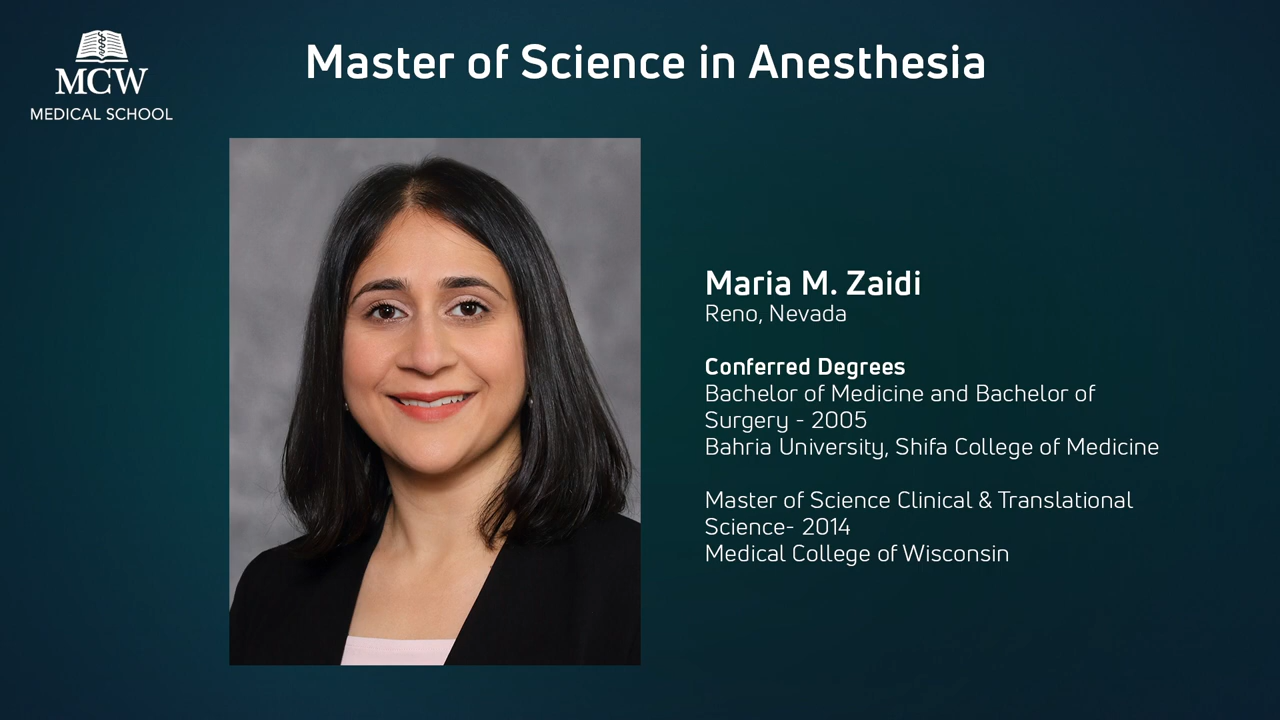 MCW
MEDICAL SCHOOL
Master of Science in Anesthesia
Maria M. Zaidi
Reno, Nevada
Conferred Degrees
Bachelor of Medicine and Bachelor of
Surgery - 2005
Bahria University, Shifa College of Medicine
Master of Science Clinical & Translational
Science- 2014
Medical College of Wisconsin